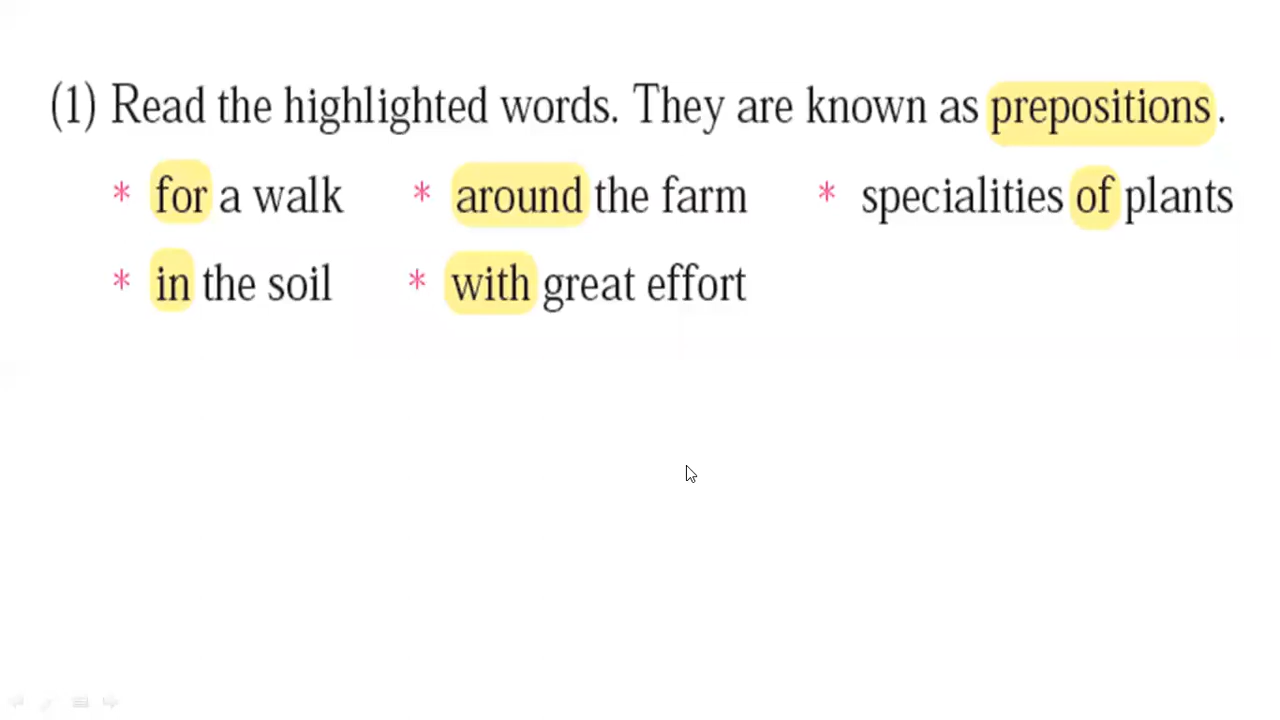 (1) Read the highlighted words. They are known as prepositions.
* for a walk * around the farm * specialities of plants
* in the soil * with great effort